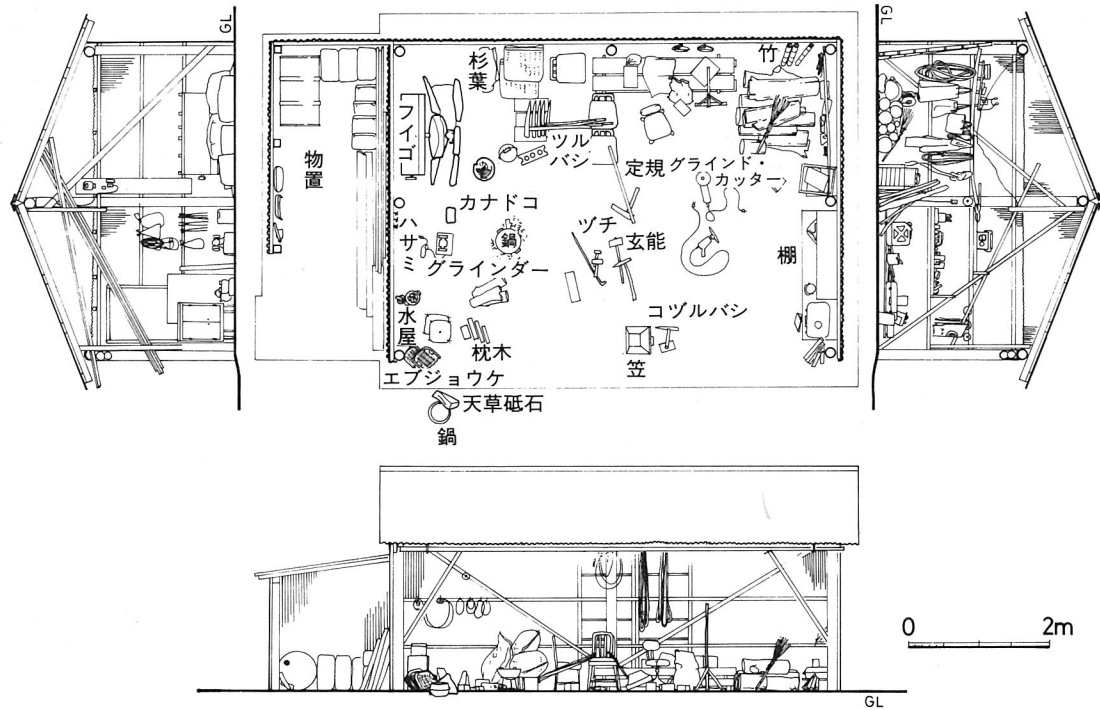 GL
GL
杉葉
竹
フイゴ
物置
ツルバシ
定規
グラインド・カッター
カナドコ
ハサミ
鍋
ヅチ
玄能
棚
グラインダー
水屋
コヅルバシ
枕木
笠
エブジョウケ
天草砥石
鍋
0
2m
GL